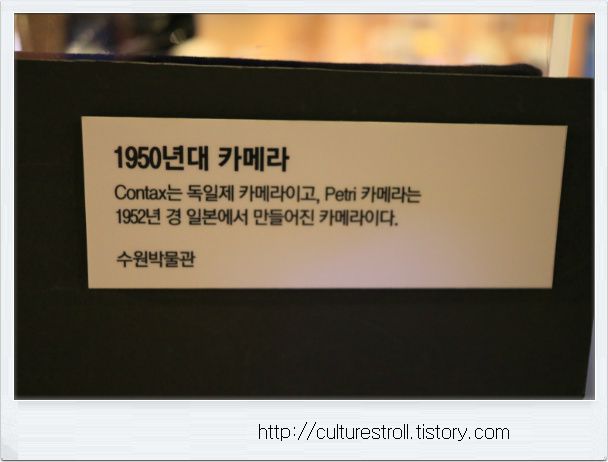 1950년대 카메라
Contax는 독일제 카메라이고, Petri 카메라는
1952년 경 일본에서 만들어진 카메라이다.
수원박물관
http://culturestroll.tistory.com